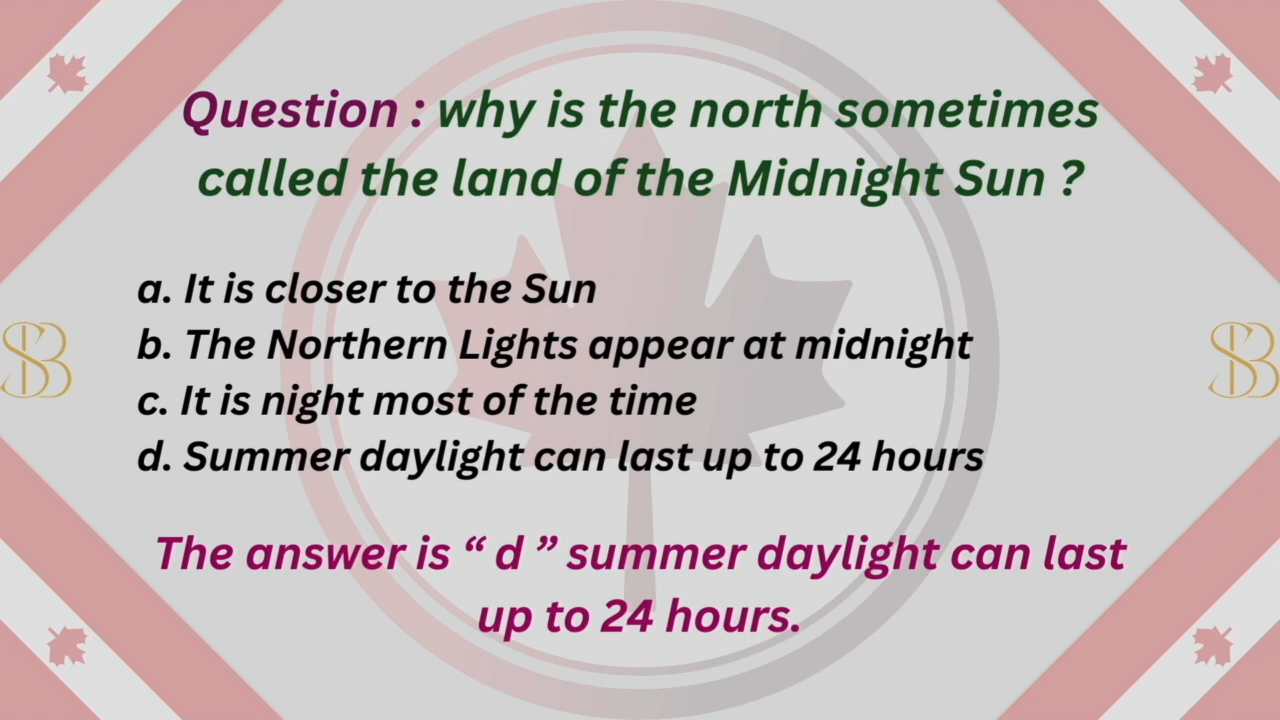 Question : why is the north sometimes
called the land of the Midnight Sun ?
a. It is closer to the Sun
b. The Northern Lights appear at midnight
c. It is night most of the time
d. Summer daylight can last up to 24 hours
SB
SB
The answer is “ d ” summer daylight can last
up to 24 hours.